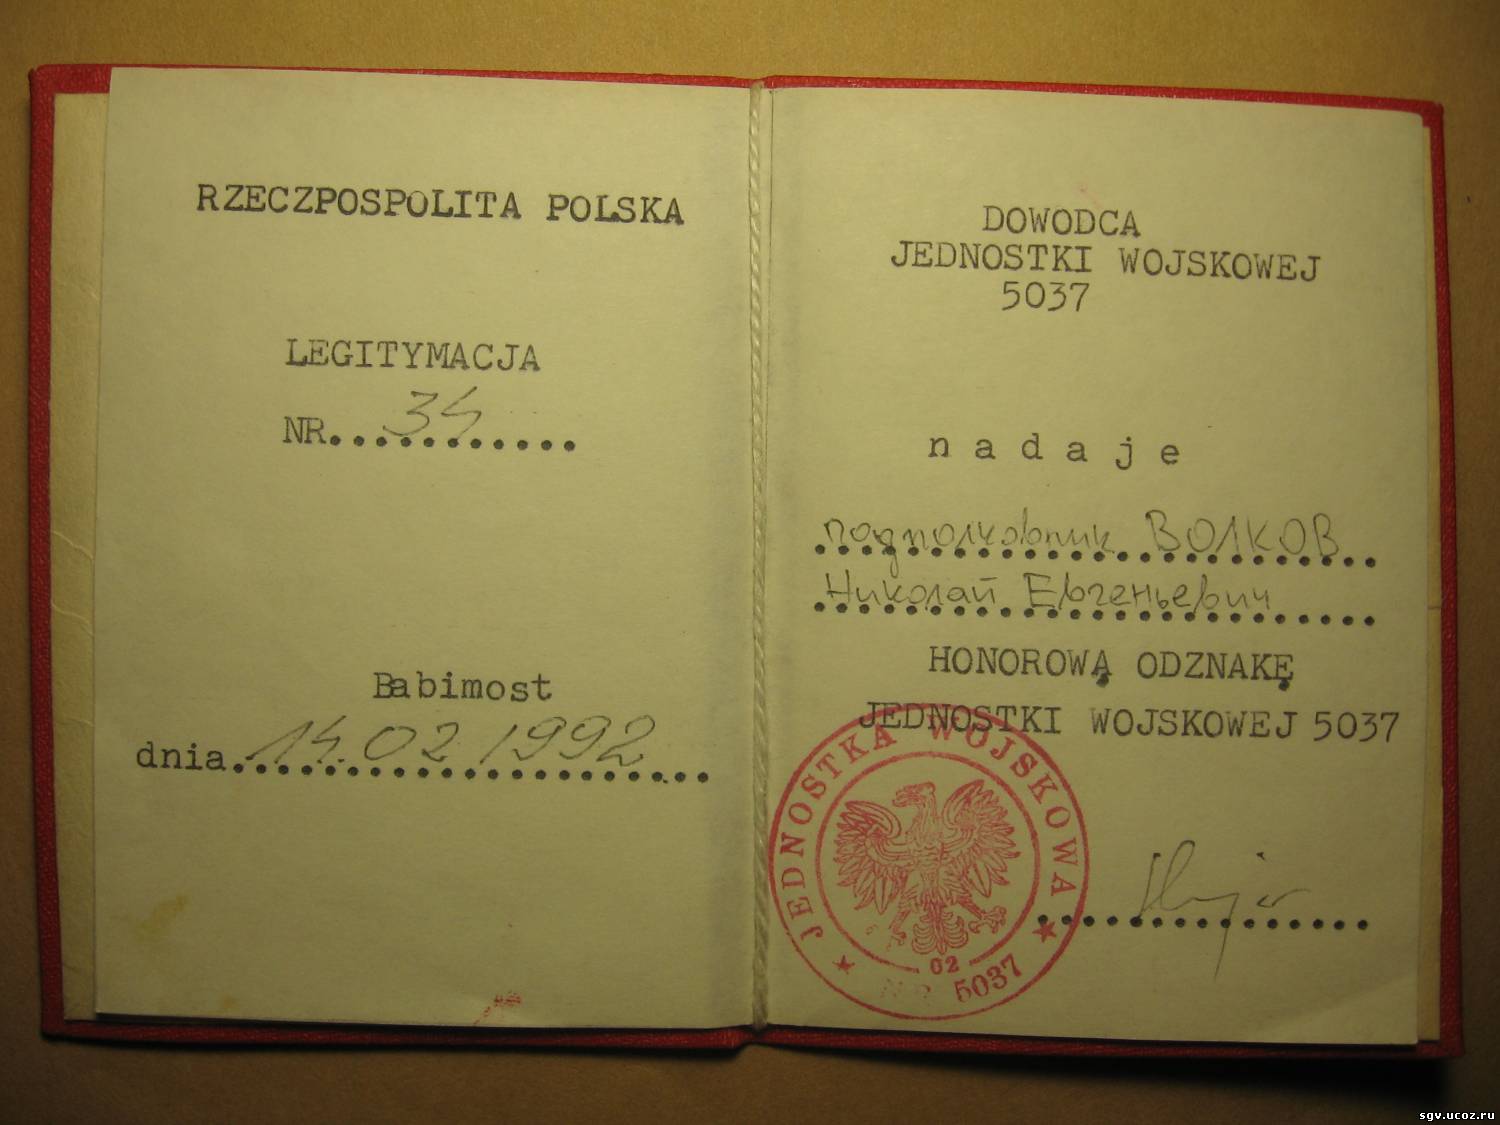 RZECZPOSPOLITA POLSKA
LEGITYMACJA
NR...34........
Babimost
dnia 14.02 1992
DOWODCA
JEDNOSTKI WOJSKOWEJ
5037
n a d a j e
подполковник ВОЛКОВ
Николай Евгеньевич
HONOROWĄ ODZNAKĘ
JEDNOSTKI WOJSKOWEJ 5037
JEDNOSTKA WOJSKOWA
02
NR 5037
sgv.ucoz.ru